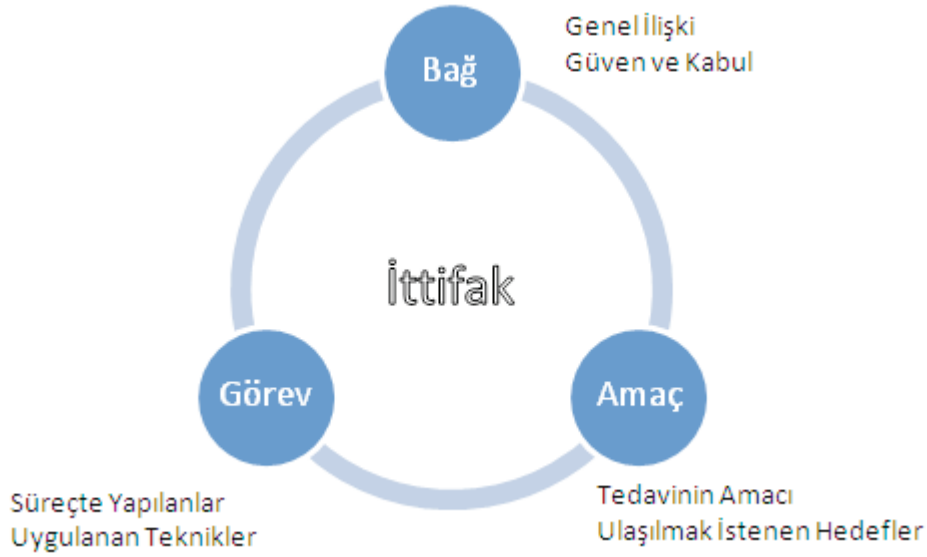 Bağ
Genel İlişki
Güven ve Kabul
İttifak
Görev
Amaç
Süreçte Yapılanlar
Uygulanan Teknikler
Tedavinin Amacı
Ulaşılmak İstenen Hedefler